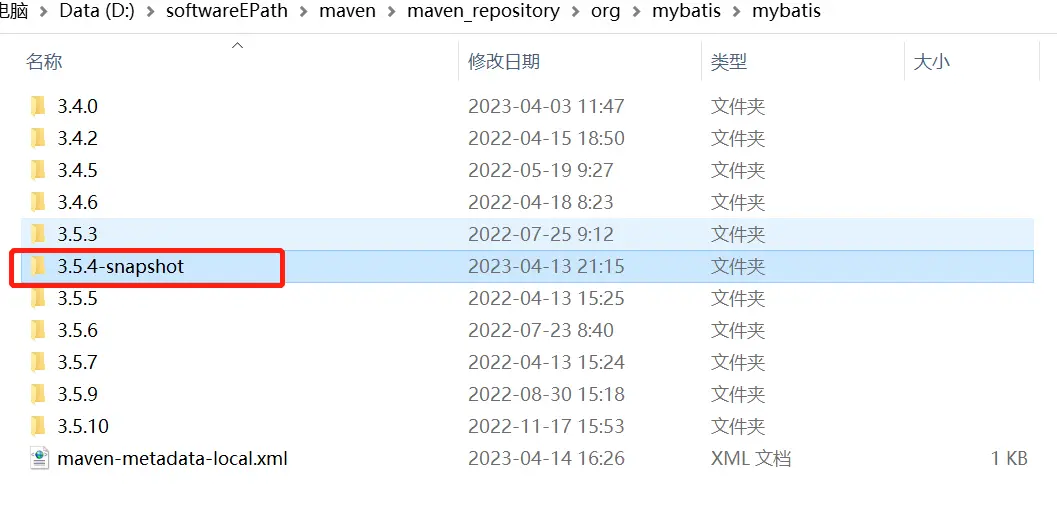 电脑 > Data (D:) > softwareEPath > maven > maven_repository > org > mybatis > mybatis
名称 修改日期 类型 大小
3.4.0 2023-04-03 11:47 文件夹
3.4.2 2022-04-15 18:50 文件夹
3.4.5 2022-05-19 9:27 文件夹
3.4.6 2022-04-18 8:23 文件夹
3.5.3 2022-07-25 9:12 文件夹
3.5.4-snapshot 2023-04-13 21:15 文件夹
3.5.5 2022-04-13 15:25 文件夹
3.5.6 2022-07-23 8:40 文件夹
3.5.7 2022-04-13 15:24 文件夹
3.5.9 2022-08-30 15:18 文件夹
3.5.10 2022-11-17 15:53 文件夹
maven-metadata-local.xml 2023-04-14 16:26 XML 文档 1 KB